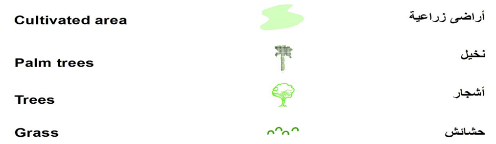 Cultivated area أراضى زراعية
Palm trees نخيل
Trees أشجار
Grass حشائش